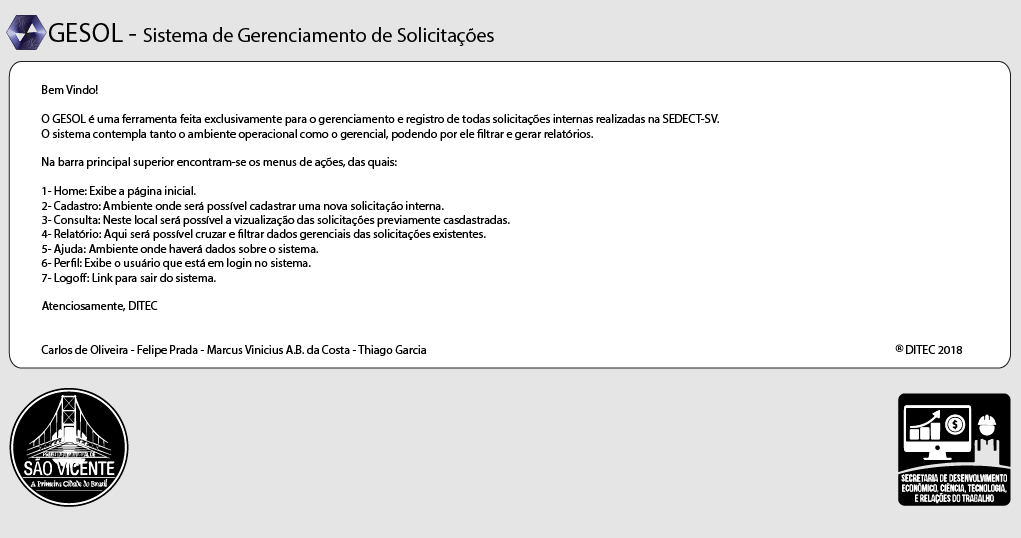 GESOL - Sistema de Gerenciamento de Solicitações
Bem Vindo!
O GESOL é uma ferramenta feita exclusivamente para o gerenciamento e registro de todas solicitações internas realizadas na SEDECT-SV.
O sistema contempla tanto o ambiente operacional como o gerencial, podendo por ele filtrar e gerar relatórios.
Na barra principal superior encontram-se os menus de ações, das quais:
1- Home: Exibe a página inicial.
2- Cadastro: Ambiente onde será possível cadastrar uma nova solicitação interna.
3- Consulta: Neste local será possível a vizualização das solicitações previamente casdastradas.
4- Relatório: Aqui será possível cruzar e filtrar dados gerenciais das solicitações existentes.
5- Ajuda: Ambiente onde haverá dados sobre o sistema.
6- Perfil: Exibe o usuário que está em login no sistema.
7- Logoff: Link para sair do sistema.
Atenciosamente, DITEC
Carlos de Oliveira - Felipe Prada - Marcus Vinicius A.B. da Costa - Thiago Garcia
® DITEC 2018
SÃO VICENTE
A Primeira Cidade do Brasil
$
SECRETARIA DE DESENVOLVIMENTO
ECONÔMICO, CIÊNCIA, TECNOLOGIA,
E RELAÇÕES DO TRABALHO